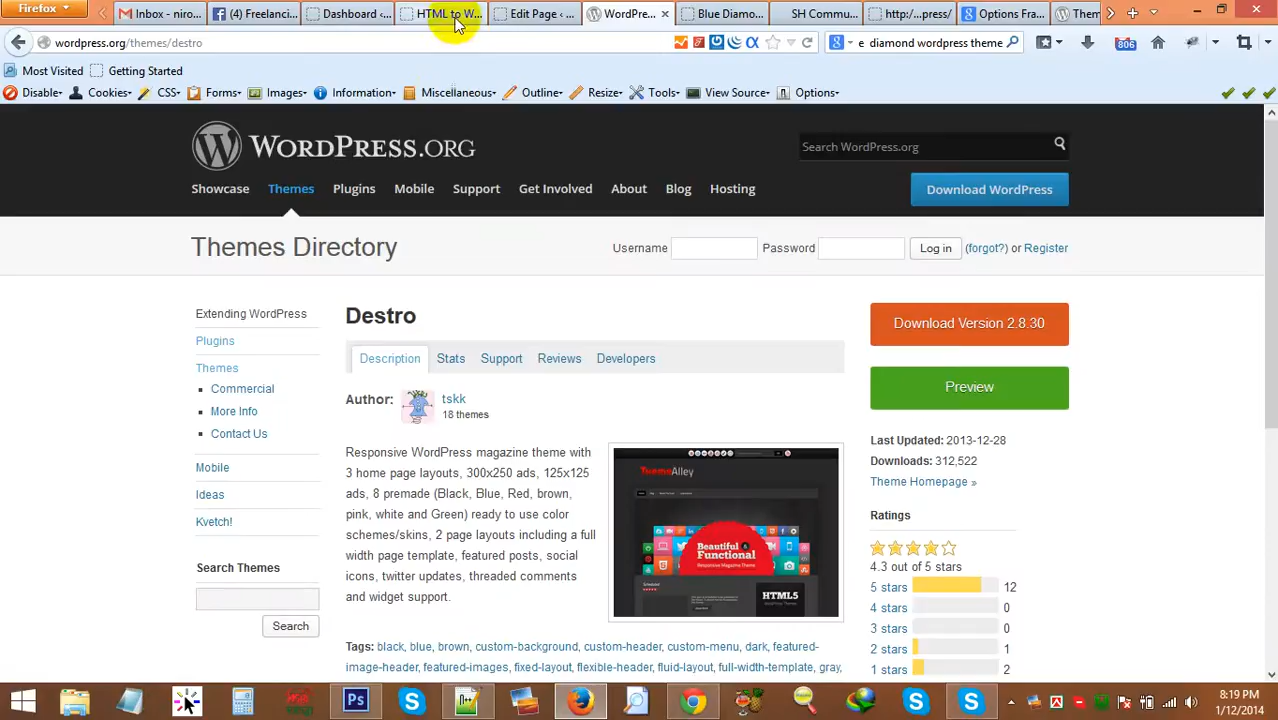 Firefox
Inbox - niro...
(4) Freelanci...
Dashboard <...
HTML to W...
Edit Page < ...
WordPre...
Blue Diamo...
SH Commu...
http:/...press/
Options Fra...
Them
wordpress.org/themes/destro
e diamond wordpress theme
806
Most Visited
Getting Started
Disable
Cookies
CSS
Forms
Images
Information
Miscellaneous
Outline
Resize
Tools
View Source
Options
WORDPRESS.ORG
Search WordPress.org
Showcase
Themes
Plugins
Mobile
Support
Get Involved
About
Blog
Hosting
Download WordPress
Themes Directory
Username
Password
Log in
(forgot?) or Register
Extending WordPress
Plugins
Themes
Commercial
More Info
Contact Us
Mobile
Ideas
Kvetch!
Search Themes
Search
Destro
Description
Stats
Support
Reviews
Developers
Author:
tskk
18 themes
Responsive WordPress magazine theme with
3 home page layouts, 300x250 ads, 125x125
ads, 8 premade (Black, Blue, Red, brown,
pink, white and Green) ready to use color
schemes/skins, 2 page layouts including a full
width page template, featured posts, social
icons, twitter updates, threaded comments
and widget support.
ThemeAlley
Beautiful
Functional
Responsive Magazine Theme
HTML5
Tags: black, blue, brown, custom-background, custom-header, custom-menu, dark, featured-
image-header, featured-images, fixed-layout, flexible-header, fluid-layout, full-width-template, gray,
Download Version 2.8.30
Preview
Last Updated: 2013-12-28
Downloads: 312,522
Theme Homepage »
Ratings
4.3 out of 5 stars
5 stars 12
4 stars 0
3 stars 0
2 stars 1
1 stars 2
8:19 PM
1/12/2014